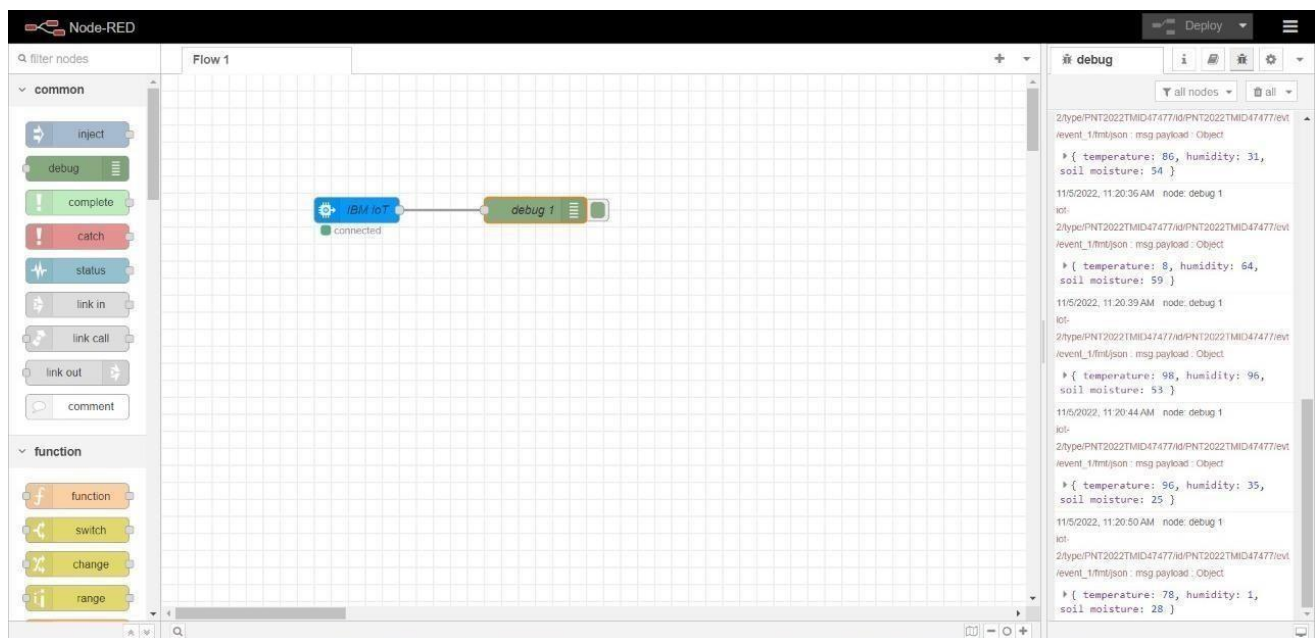 Node-RED
Deploy
filter nodes
Flow 1
debug
i
all nodes
all
common
inject
debug
complete
catch
status
link in
link call
link out
comment
function
f
function
switch
change
range
IBM IoT
connected
debug 1
2/type/PNT2022TMID47477/id/PNT2022TMID47477/evt
/event_1/fmt/json : msg.payload : Object
{ temperature: 86, humidity: 31,
soil moisture: 54 }
11/5/2022, 11:20:36 AM node: debug 1
iot-
2/type/PNT2022TMID47477/id/PNT2022TMID47477/evt
/event_1/fmt/json : msg.payload : Object
{ temperature: 8, humidity: 64,
soil moisture: 59 }
11/5/2022, 11:20:39 AM node: debug 1
iot-
2/type/PNT2022TMID47477/id/PNT2022TMID47477/evt
/event_1/fmt/json : msg.payload : Object
{ temperature: 98, humidity: 96,
soil moisture: 53 }
11/5/2022, 11:20:44 AM node: debug 1
iot-
2/type/PNT2022TMID47477/id/PNT2022TMID47477/evt
/event_1/fmt/json : msg.payload : Object
{ temperature: 96, humidity: 35,
soil moisture: 25 }
11/5/2022, 11:20:50 AM node: debug 1
iot-
2/type/PNT2022TMID47477/id/PNT2022TMID47477/evt
/event_1/fmt/json : msg.payload : Object
{ temperature: 78, humidity: 1,
soil moisture: 28 }